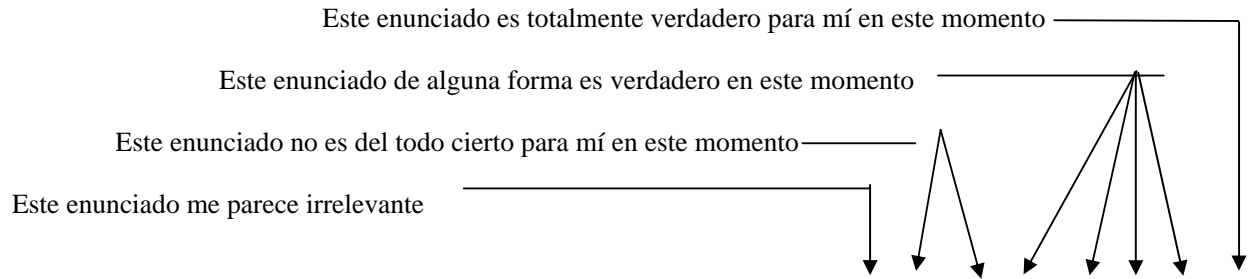 Este enunciado es totalmente verdadero para mí en este momento
Este enunciado de alguna forma es verdadero en este momento
Este enunciado no es del todo cierto para mí en este momento
Este enunciado me parece irrelevante